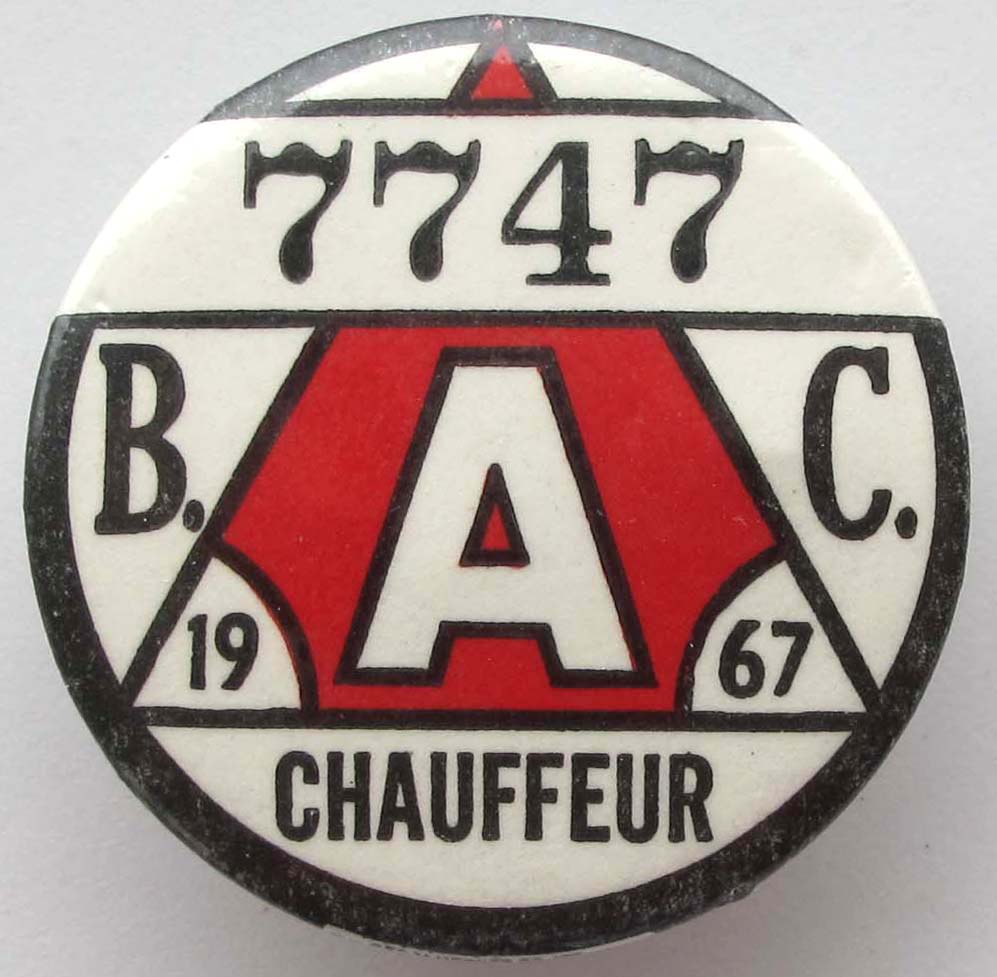 7747
B. A C.
19 67
CHAUFFEUR